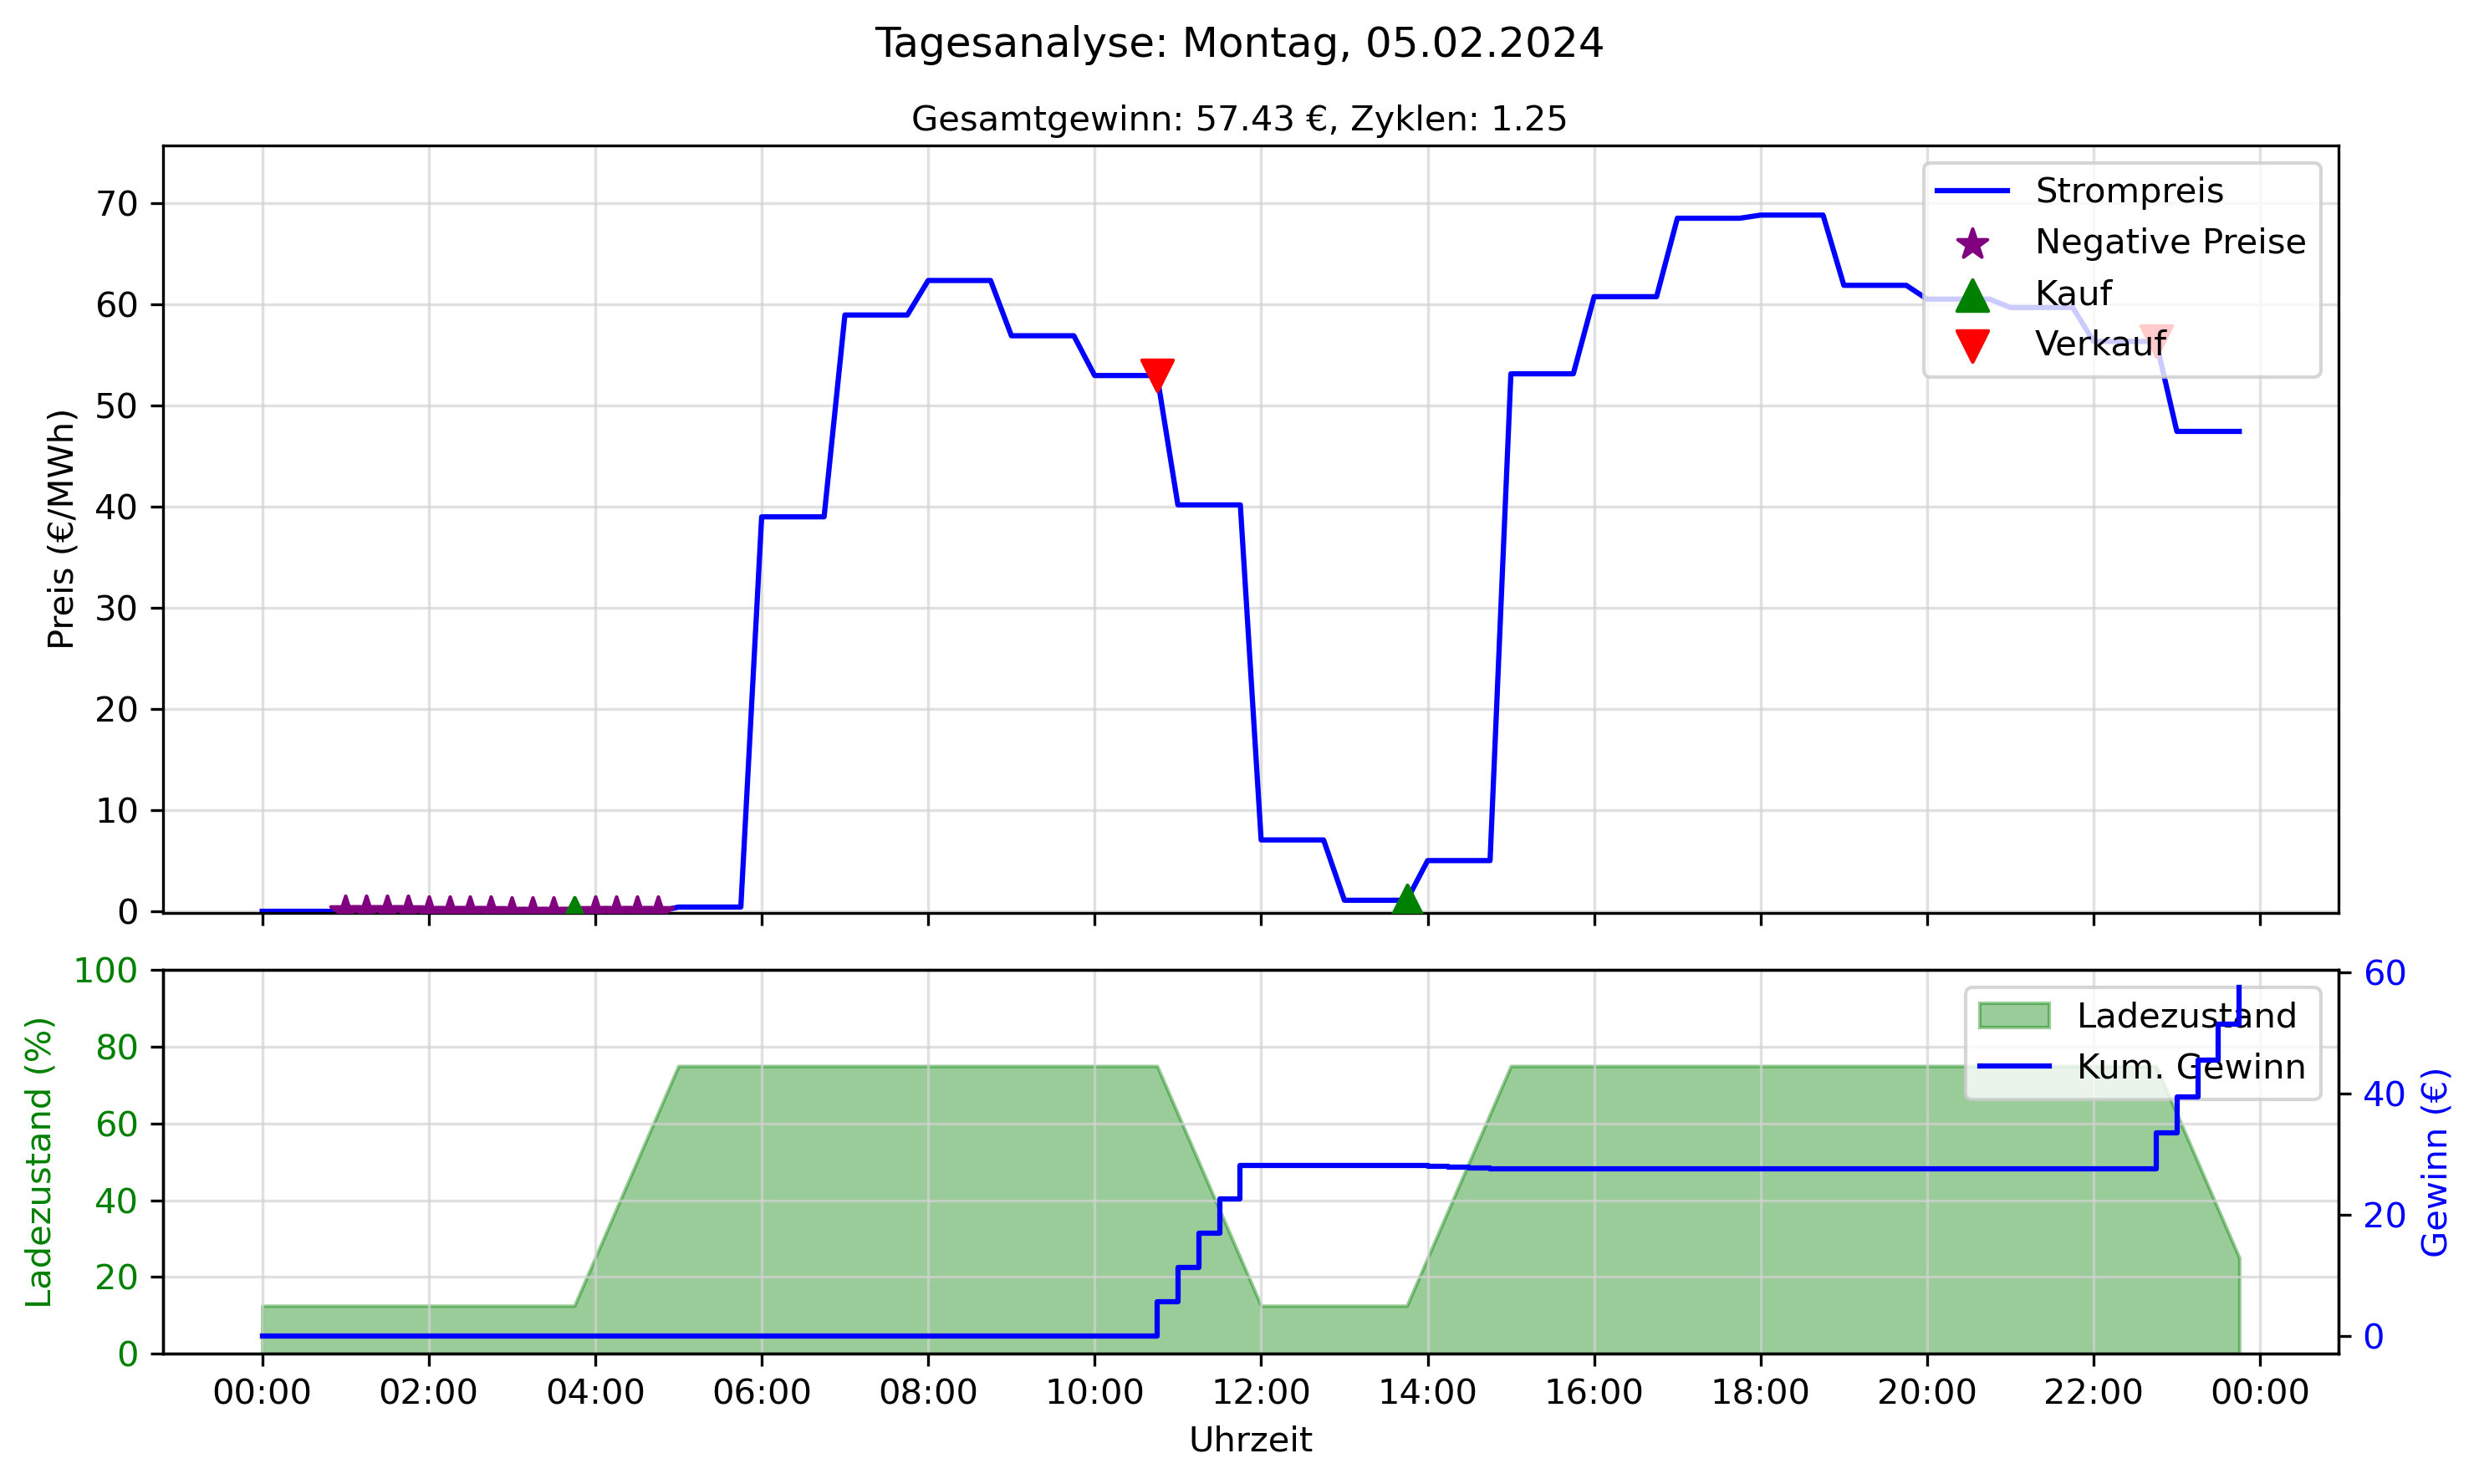 Tagesanalyse: Montag, 05.02.2024
Gesamtgewinn: 57.43 €, Zyklen: 1.25
Preis (€/MWh)
70
60
50
40
30
20
10
0
Strompreis
Negative Preise
Kauf
Verkauf
Ladezustand (%)
100
80
60
40
20
0
Ladezustand
Kum. Gewinn
60
40
20
0
Gewinn (€)
00:00 02:00 04:00 06:00 08:00 10:00 12:00 14:00 16:00 18:00 20:00 22:00 00:00
Uhrzeit